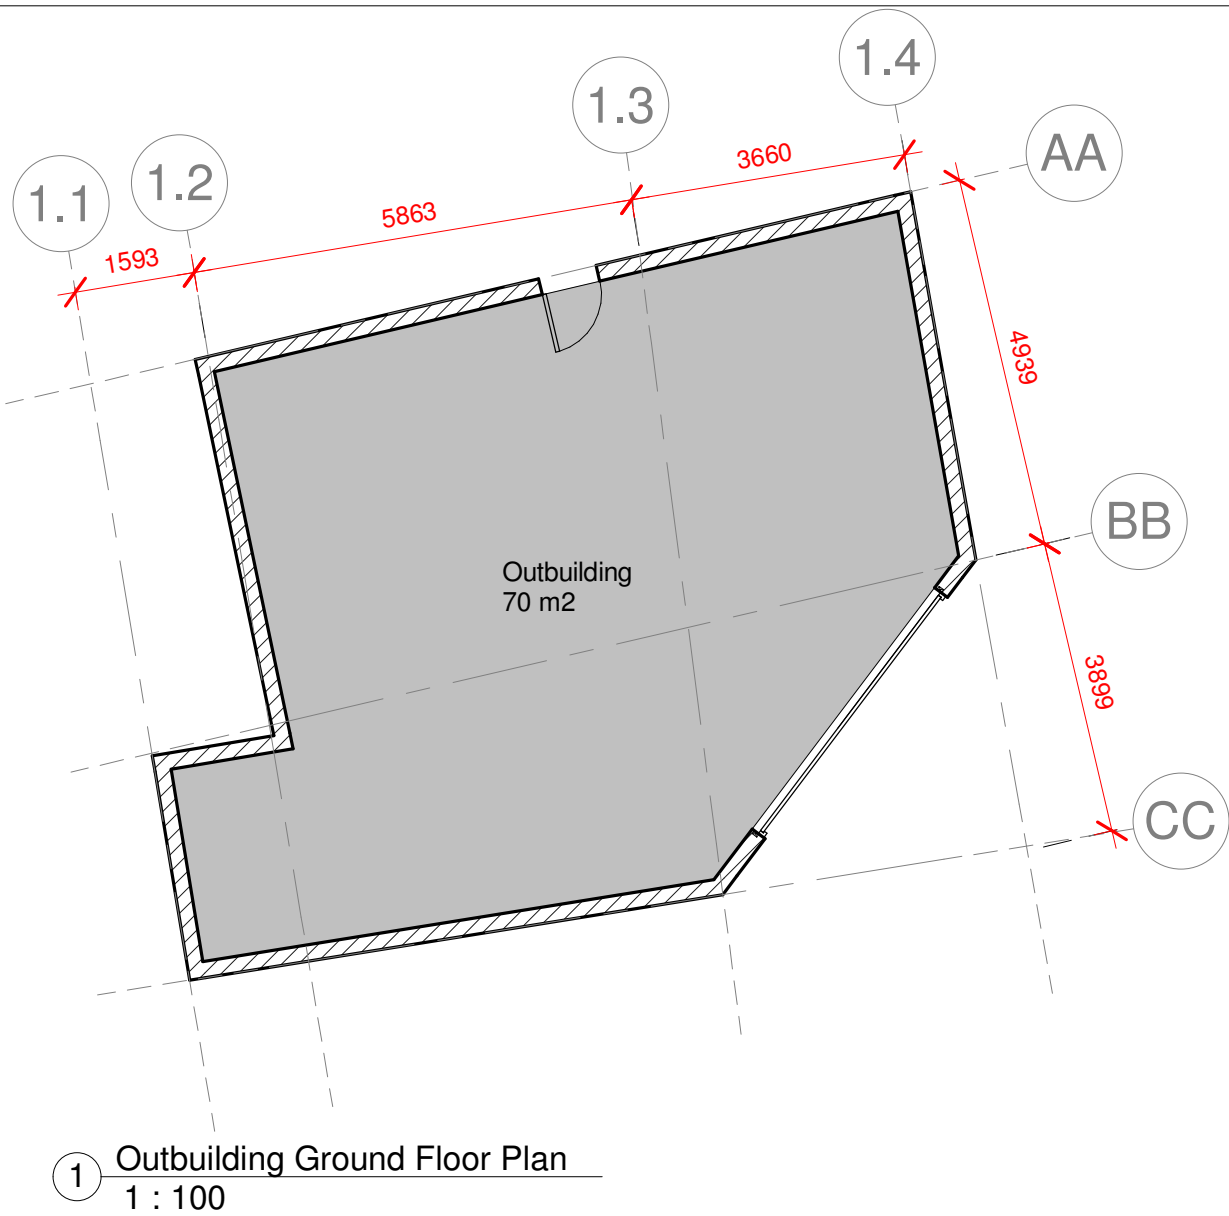 1.1
1.2
1.3
1.4
AA
BB
CC
1593
5863
3660
4939
3899
Outbuilding
70 m2
1
Outbuilding Ground Floor Plan
1 : 100